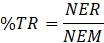 %TR = NER / NEM